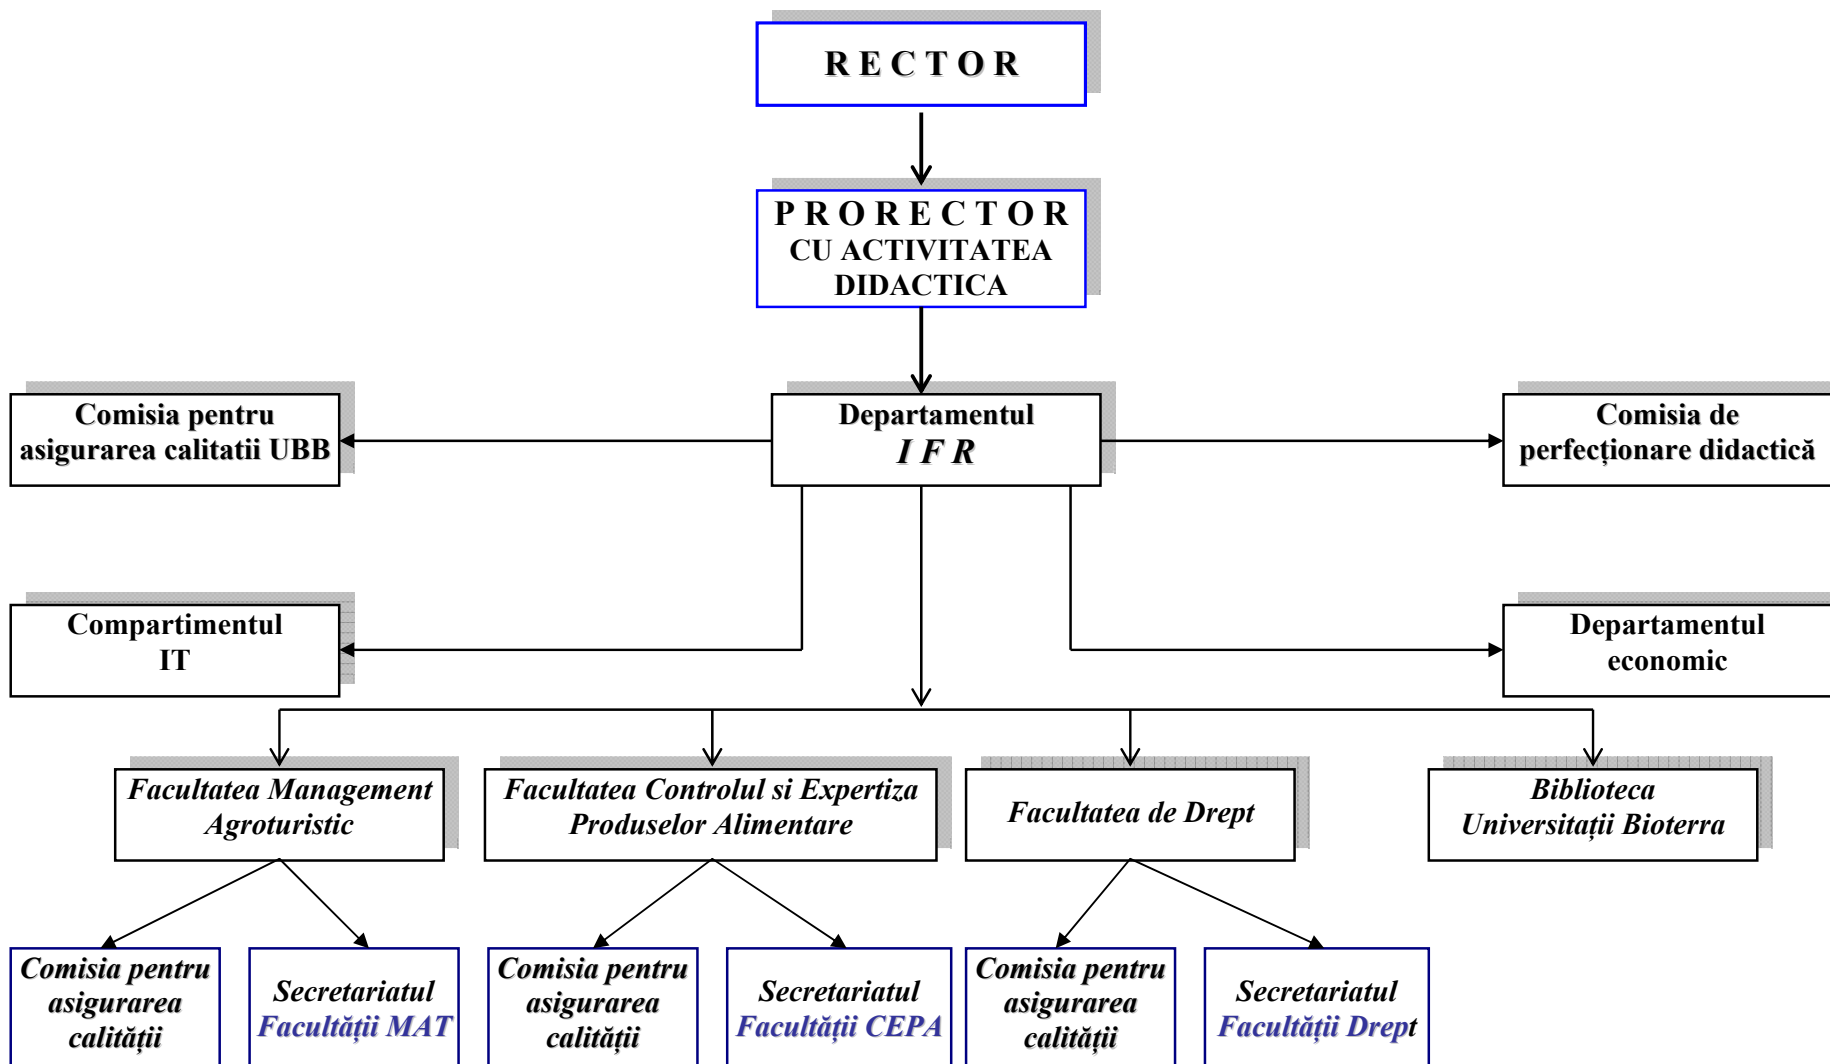 R E C T O R
P R O R E C T O R
CU ACTIVITATEA
DIDACTICA
Comisia pentru
asigurarea calitatii UBB
Departamentul
I F R
Comisia de
perfecționare didactică
Compartimentul
IT
Departamentul
economic
Facultatea Management
Agroturistic
Facultatea Controlul si Expertiza
Produselor Alimentare
Facultatea de Drept
Biblioteca
Universitații Bioterra
Comisia pentru
asigurarea
calității
Secretariatul
Facultății MAT
Comisia pentru
asigurarea
calității
Secretariatul
Facultății CEPA
Comisia pentru
asigurarea
calității
Secretariatul
Facultății Drept